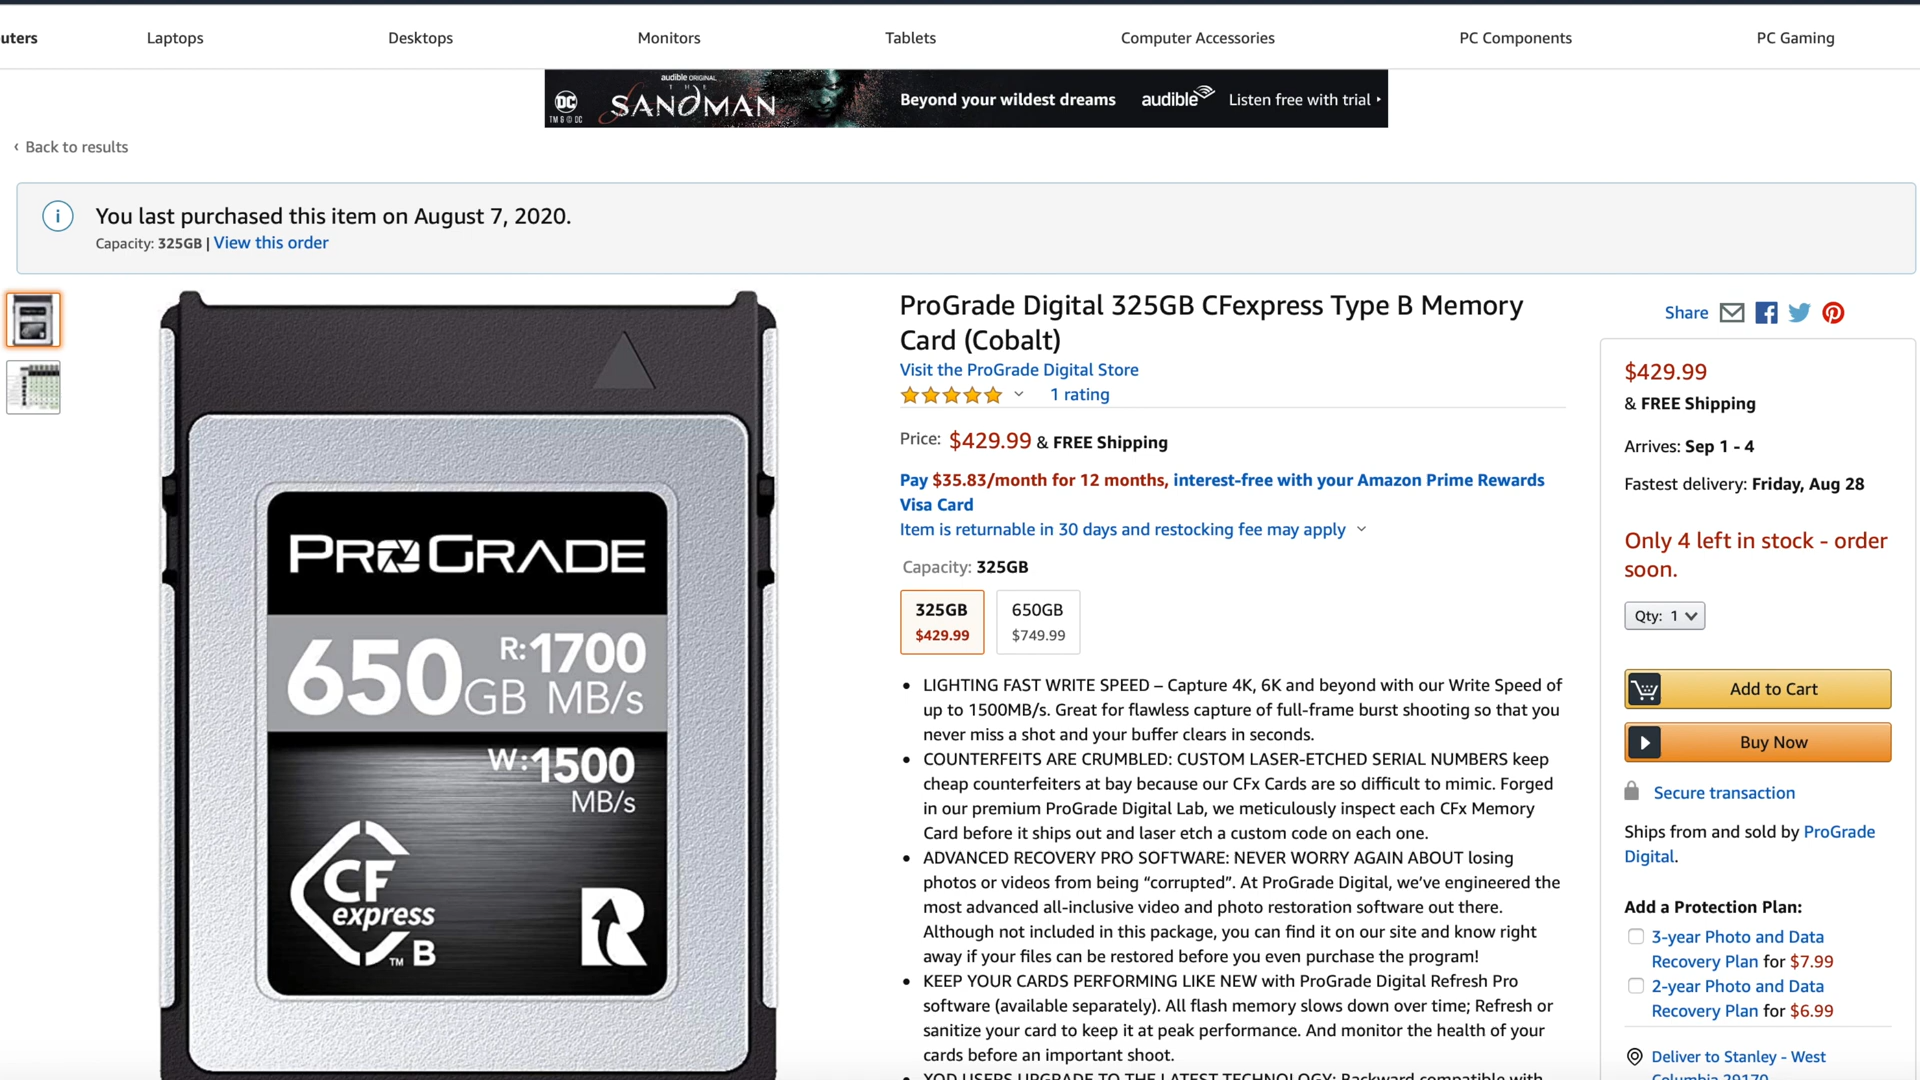 uters Laptops Desktops Monitors Tablets Computer Accessories PC Components PC Gaming
DC
TM & © DC
audible ORIGINAL
THE
SANDMAN
Beyond your wildest dreams
audible
Listen free with trial ▸
‹ Back to results
i
You last purchased this item on August 7, 2020.
Capacity: 325GB | View this order
PROGRADE
650GB
R:1700
MB/s
W:1500
MB/s
CF
express
™ B
R
ProGrade Digital 325GB CFexpress Type B Memory
Card (Cobalt)
Visit the ProGrade Digital Store
1 rating
Price: $429.99 & FREE Shipping
Pay $35.83/month for 12 months, interest-free with your Amazon Prime Rewards
Visa Card
Item is returnable in 30 days and restocking fee may apply
Capacity: 325GB
325GB
$429.99
650GB
$749.99
• LIGHTING FAST WRITE SPEED – Capture 4K, 6K and beyond with our Write Speed of
up to 1500MB/s. Great for flawless capture of full-frame burst shooting so that you
never miss a shot and your buffer clears in seconds.
• COUNTERFEITS ARE CRUMBLED: CUSTOM LASER-ETCHED SERIAL NUMBERS keep
cheap counterfeiters at bay because our CFx Cards are so difficult to mimic. Forged
in our premium ProGrade Digital Lab, we meticulously inspect each CFx Memory
Card before it ships out and laser etch a custom code on each one.
• ADVANCED RECOVERY PRO SOFTWARE: NEVER WORRY AGAIN ABOUT losing
photos or videos from being “corrupted”. At ProGrade Digital, we’ve engineered the
most advanced all-inclusive video and photo restoration software out there.
Although not included in this package, you can find it on our site and know right
away if your files can be restored before you even purchase the program!
• KEEP YOUR CARDS PERFORMING LIKE NEW with ProGrade Digital Refresh Pro
software (available separately). All flash memory slows down over time; Refresh or
sanitize your card to keep it at peak performance. And monitor the health of your
cards before an important shoot.
• XQD USERS UPGRADE TO THE LATEST TECHNOLOGY: Backward compatible with
Share
$429.99
& FREE Shipping
Arrives: Sep 1 - 4
Fastest delivery: Friday, Aug 28
Only 4 left in stock - order
soon.
Qty: 1
Add to Cart
Buy Now
Secure transaction
Ships from and sold by ProGrade
Digital.
Add a Protection Plan:
3-year Photo and Data
Recovery Plan for $7.99
2-year Photo and Data
Recovery Plan for $6.99
Deliver to Stanley - West
Columbia 29170